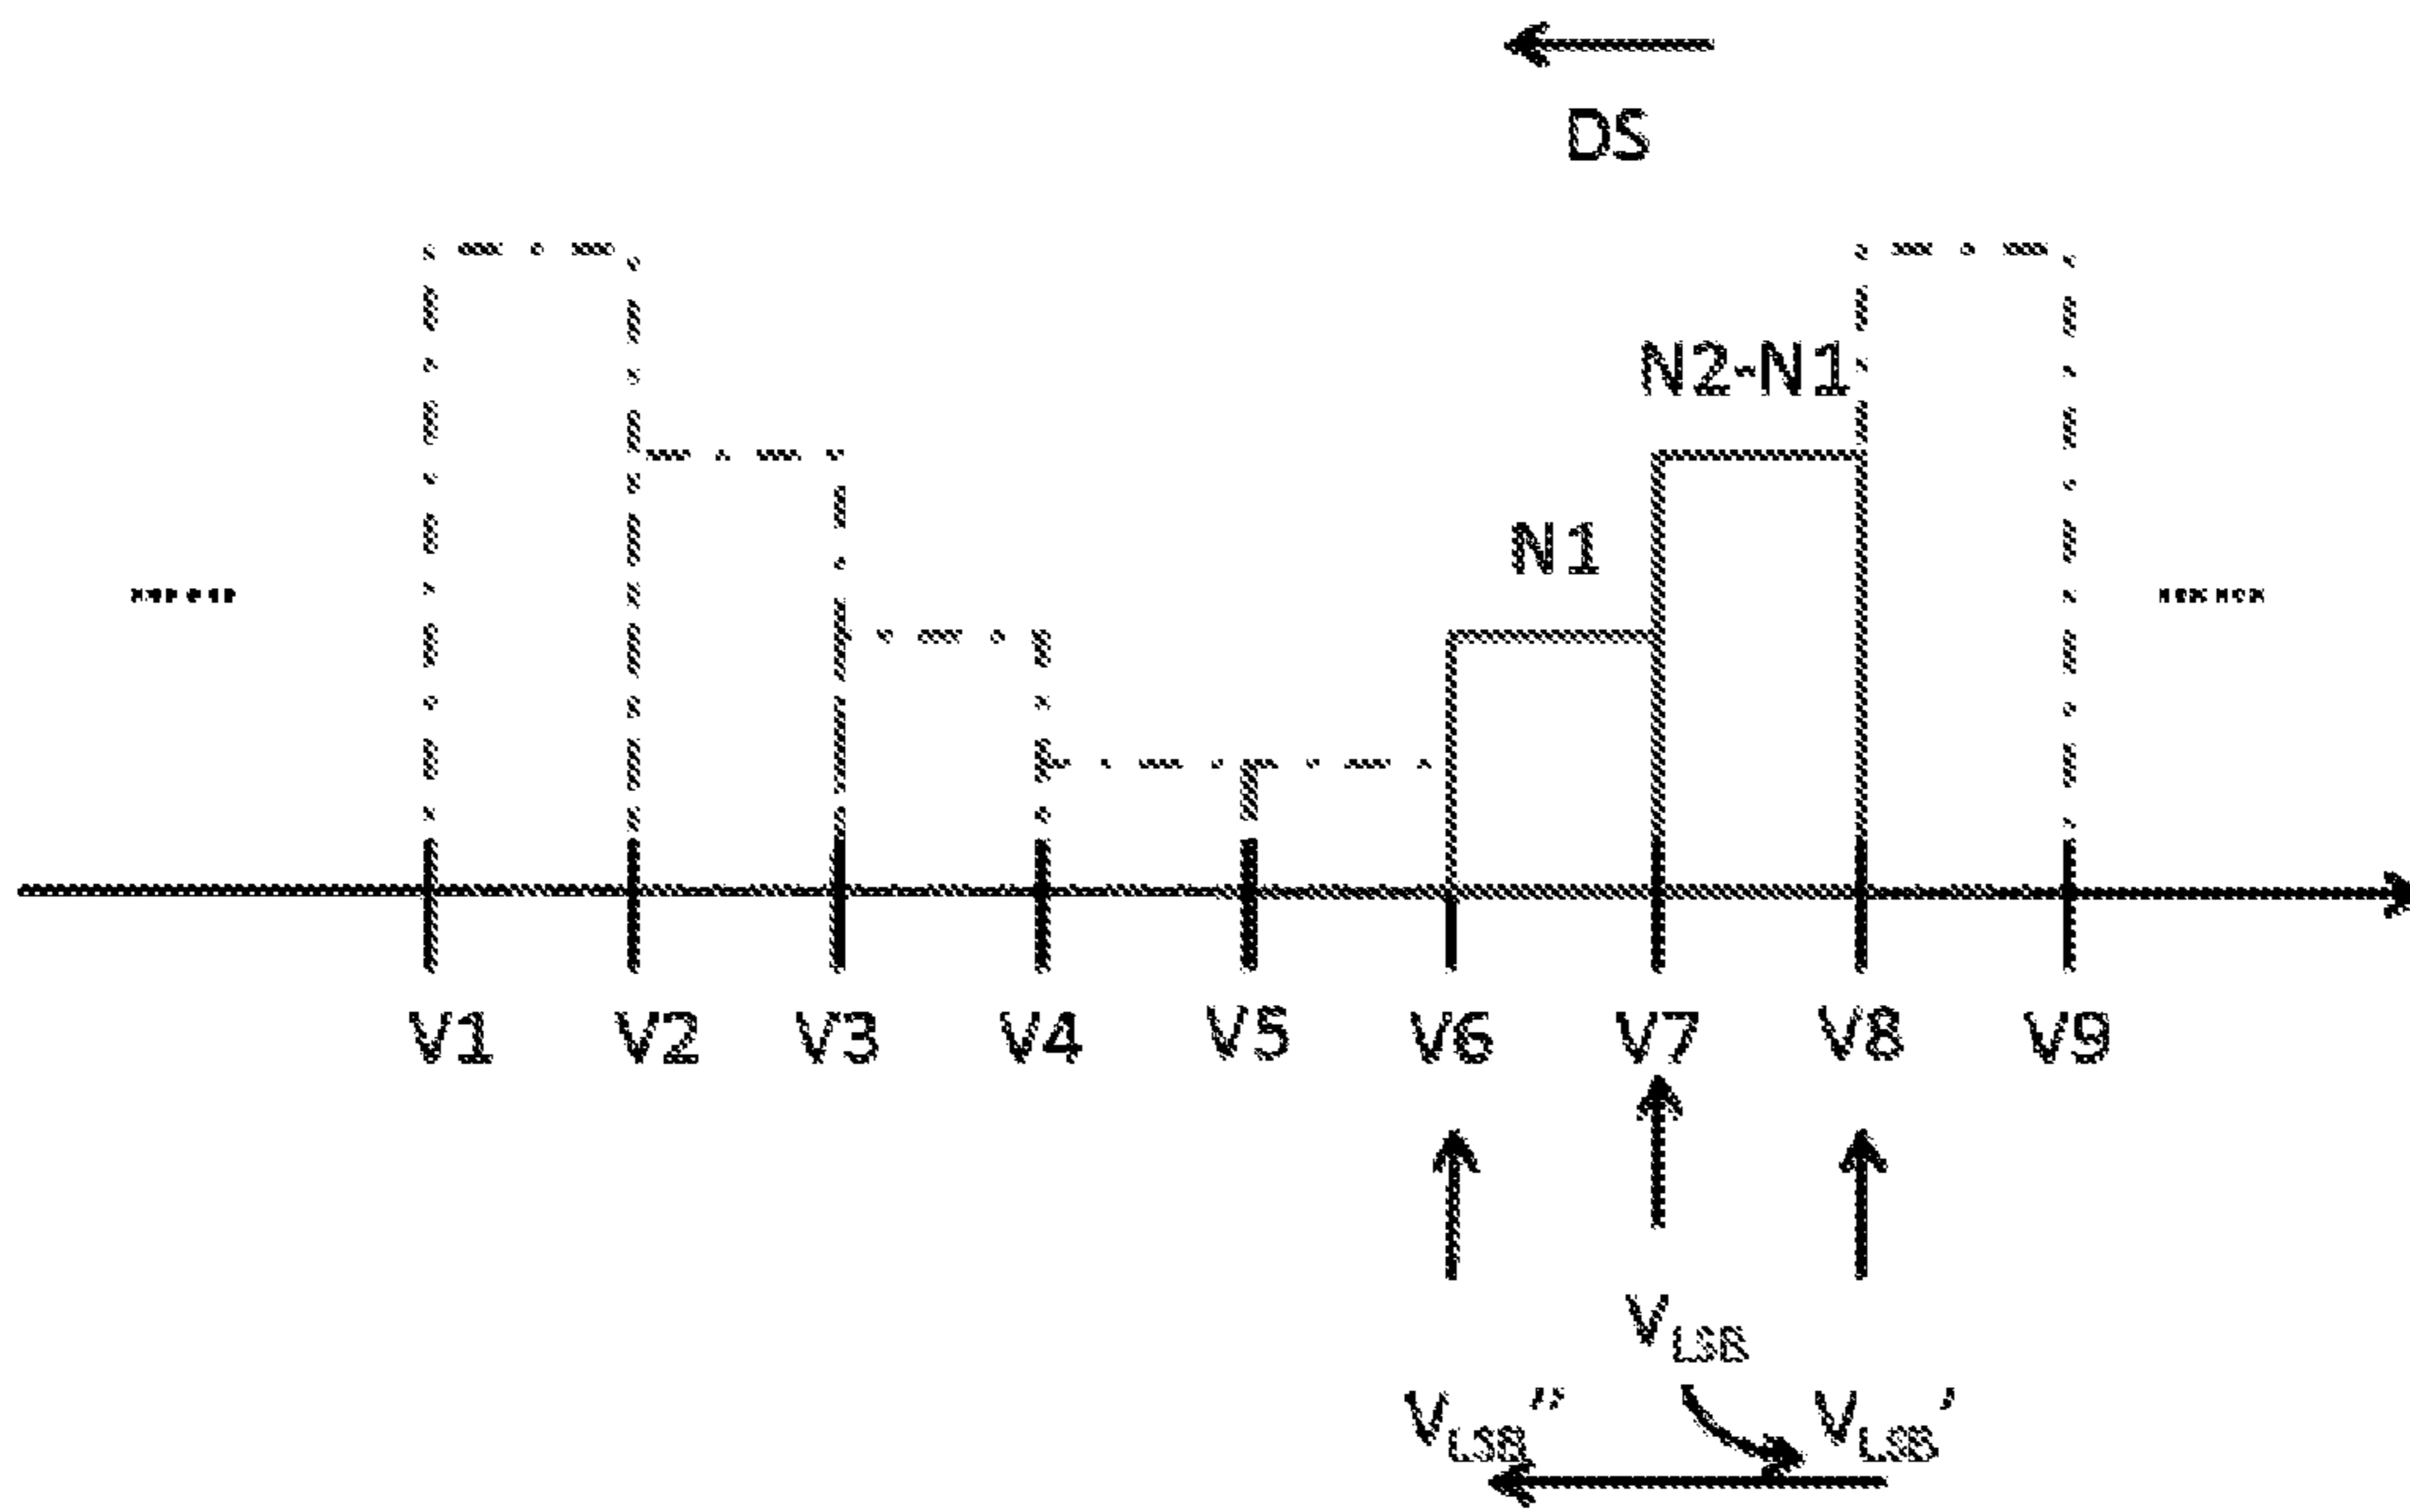 DS
N2-N1
N1
V1 V2 V3 V4 V5 V6 V7 V8 V9
VLSB
VLSB" VLSB'